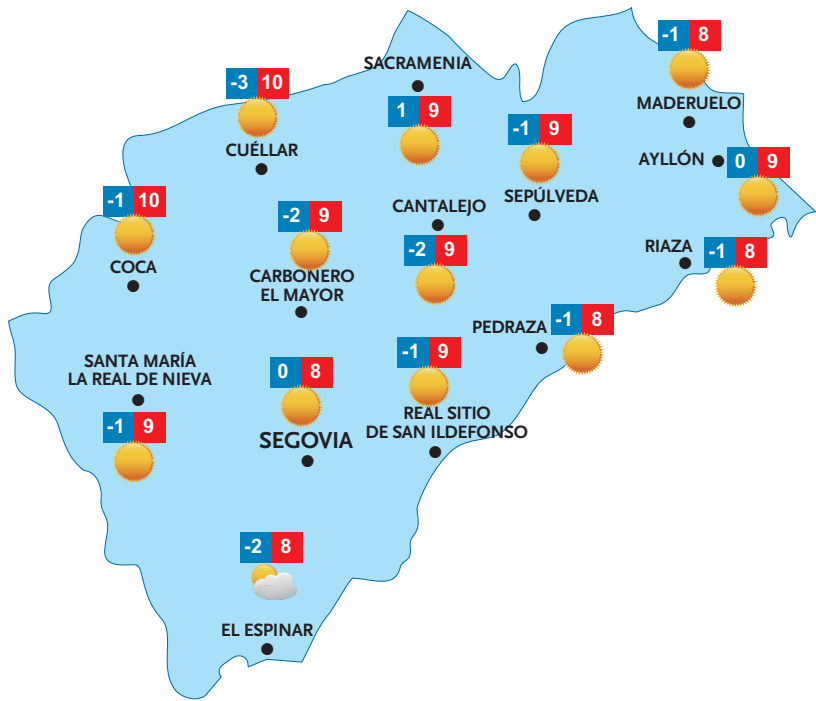 -1 8
MADERUELO
SACRAMENIA
1 9
-3 10
CUÉLLAR
-1 9
SEPÚLVEDA
AYLLÓN
0 9
-1 10
COCA
-2 9
CARBONERO
EL MAYOR
CANTALEJO
-2 9
RIAZA
-1 8
PEDRAZA
-1 8
SANTA MARÍA
LA REAL DE NIEVA
-1 9
0 8
SEGOVIA
-1 9
REAL SITIO
DE SAN ILDEFONSO
-2 8
EL ESPINAR